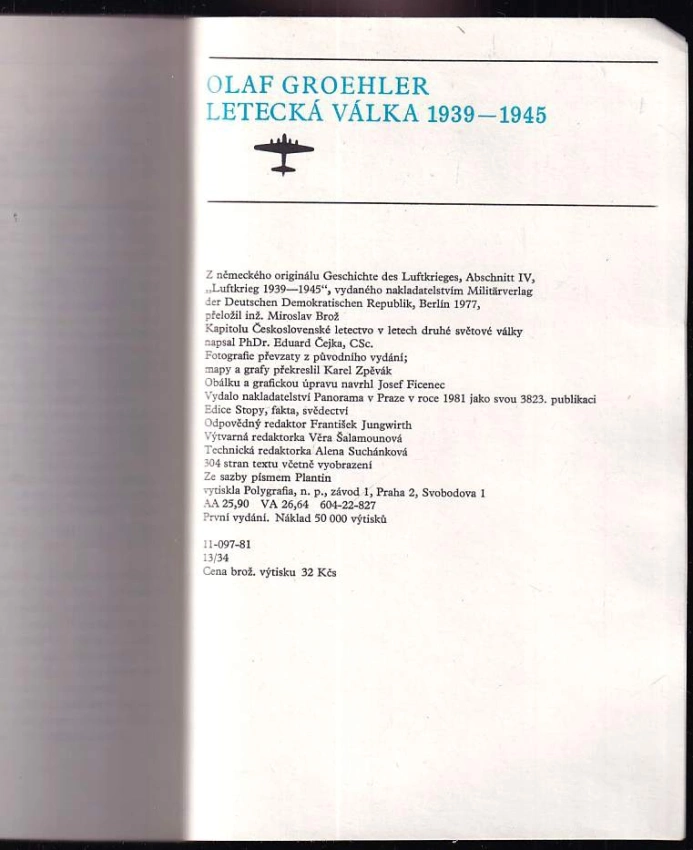 OLAF GROEHLER
LETECKÁ VÁLKA 1939—1945
Z německého originálu Geschichte des Luftkrieges, Abschnitt IV,
„Luftkrieg 1939—1945“, vydaného nakladatelstvím Militärverlag
der Deutschen Demokratischen Republik, Berlín 1977,
přeložil inž. Miroslav Brož
Kapitolu Československé letectvo v letech druhé světové války
napsal PhDr. Eduard Čejka, CSc.
Fotografie převzaty z původního vydání;
mapy a grafy překreslil Karel Zpěvák
Obálku a grafickou úpravu navrhl Josef Ficenec
Vydalo nakladatelství Panorama v Praze v roce 1981 jako svou 3823. publikaci
Edice Stopy, fakta, svědectví
Odpovědný redaktor František Jungwirth
Výtvarná redaktorka Věra Šalamounová
Technická redaktorka Alena Suchánková
304 stran textu včetně vyobrazení
Ze sazby písmem Plantin
vytiskla Polygrafia, n. p., závod 1, Praha 2, Svobodova 1
AA 25,90 VA 26,64 604-22-827
První vydání. Náklad 50 000 výtisků
11-097-81
13/34
Cena brož. výtisku 32 Kčs